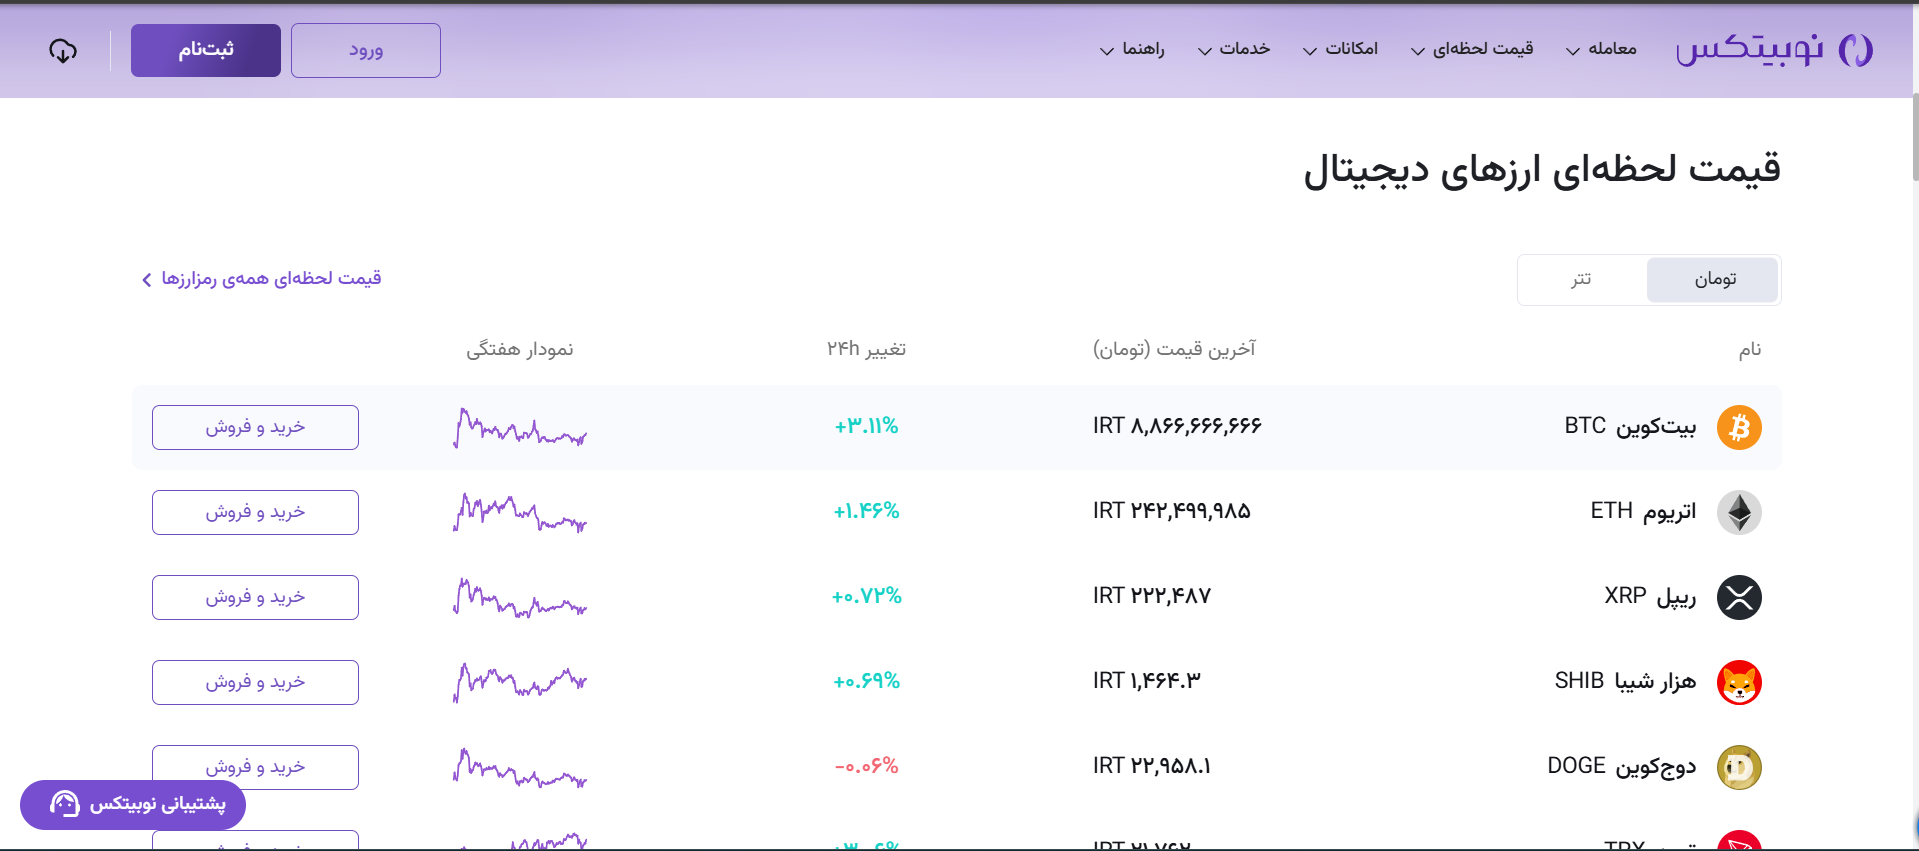 نوبیتکس
معامله
قیمت لحظه‌ای
امکانات
خدمات
راهنما
ورود
ثبت‌نام
قیمت لحظه‌ای ارزهای دیجیتال
تومان
تتر
قیمت لحظه‌ای همه‌ی رمزارزها
نام
آخرین قیمت (تومان)
تغییر ۲۴h
نمودار هفتگی
بیت‌کوین BTC
IRT ۸,۸۶۶,۶۶۶,۶۶۶
+۳.۱۱%
خرید و فروش
اتریوم ETH
IRT ۲۴۲,۴۹۹,۹۸۵
+۱.۴۶%
خرید و فروش
ریپل XRP
IRT ۲۲۲,۴۸۷
+۰.۷۲%
خرید و فروش
هزار شیبا SHIB
IRT ۱,۴۶۴.۳
+۰.۶۹%
خرید و فروش
دوج‌کوین DOGE
IRT ۲۲,۹۵۸.۱
-۰.۰۶%
خرید و فروش
پشتیبانی نوبیتکس